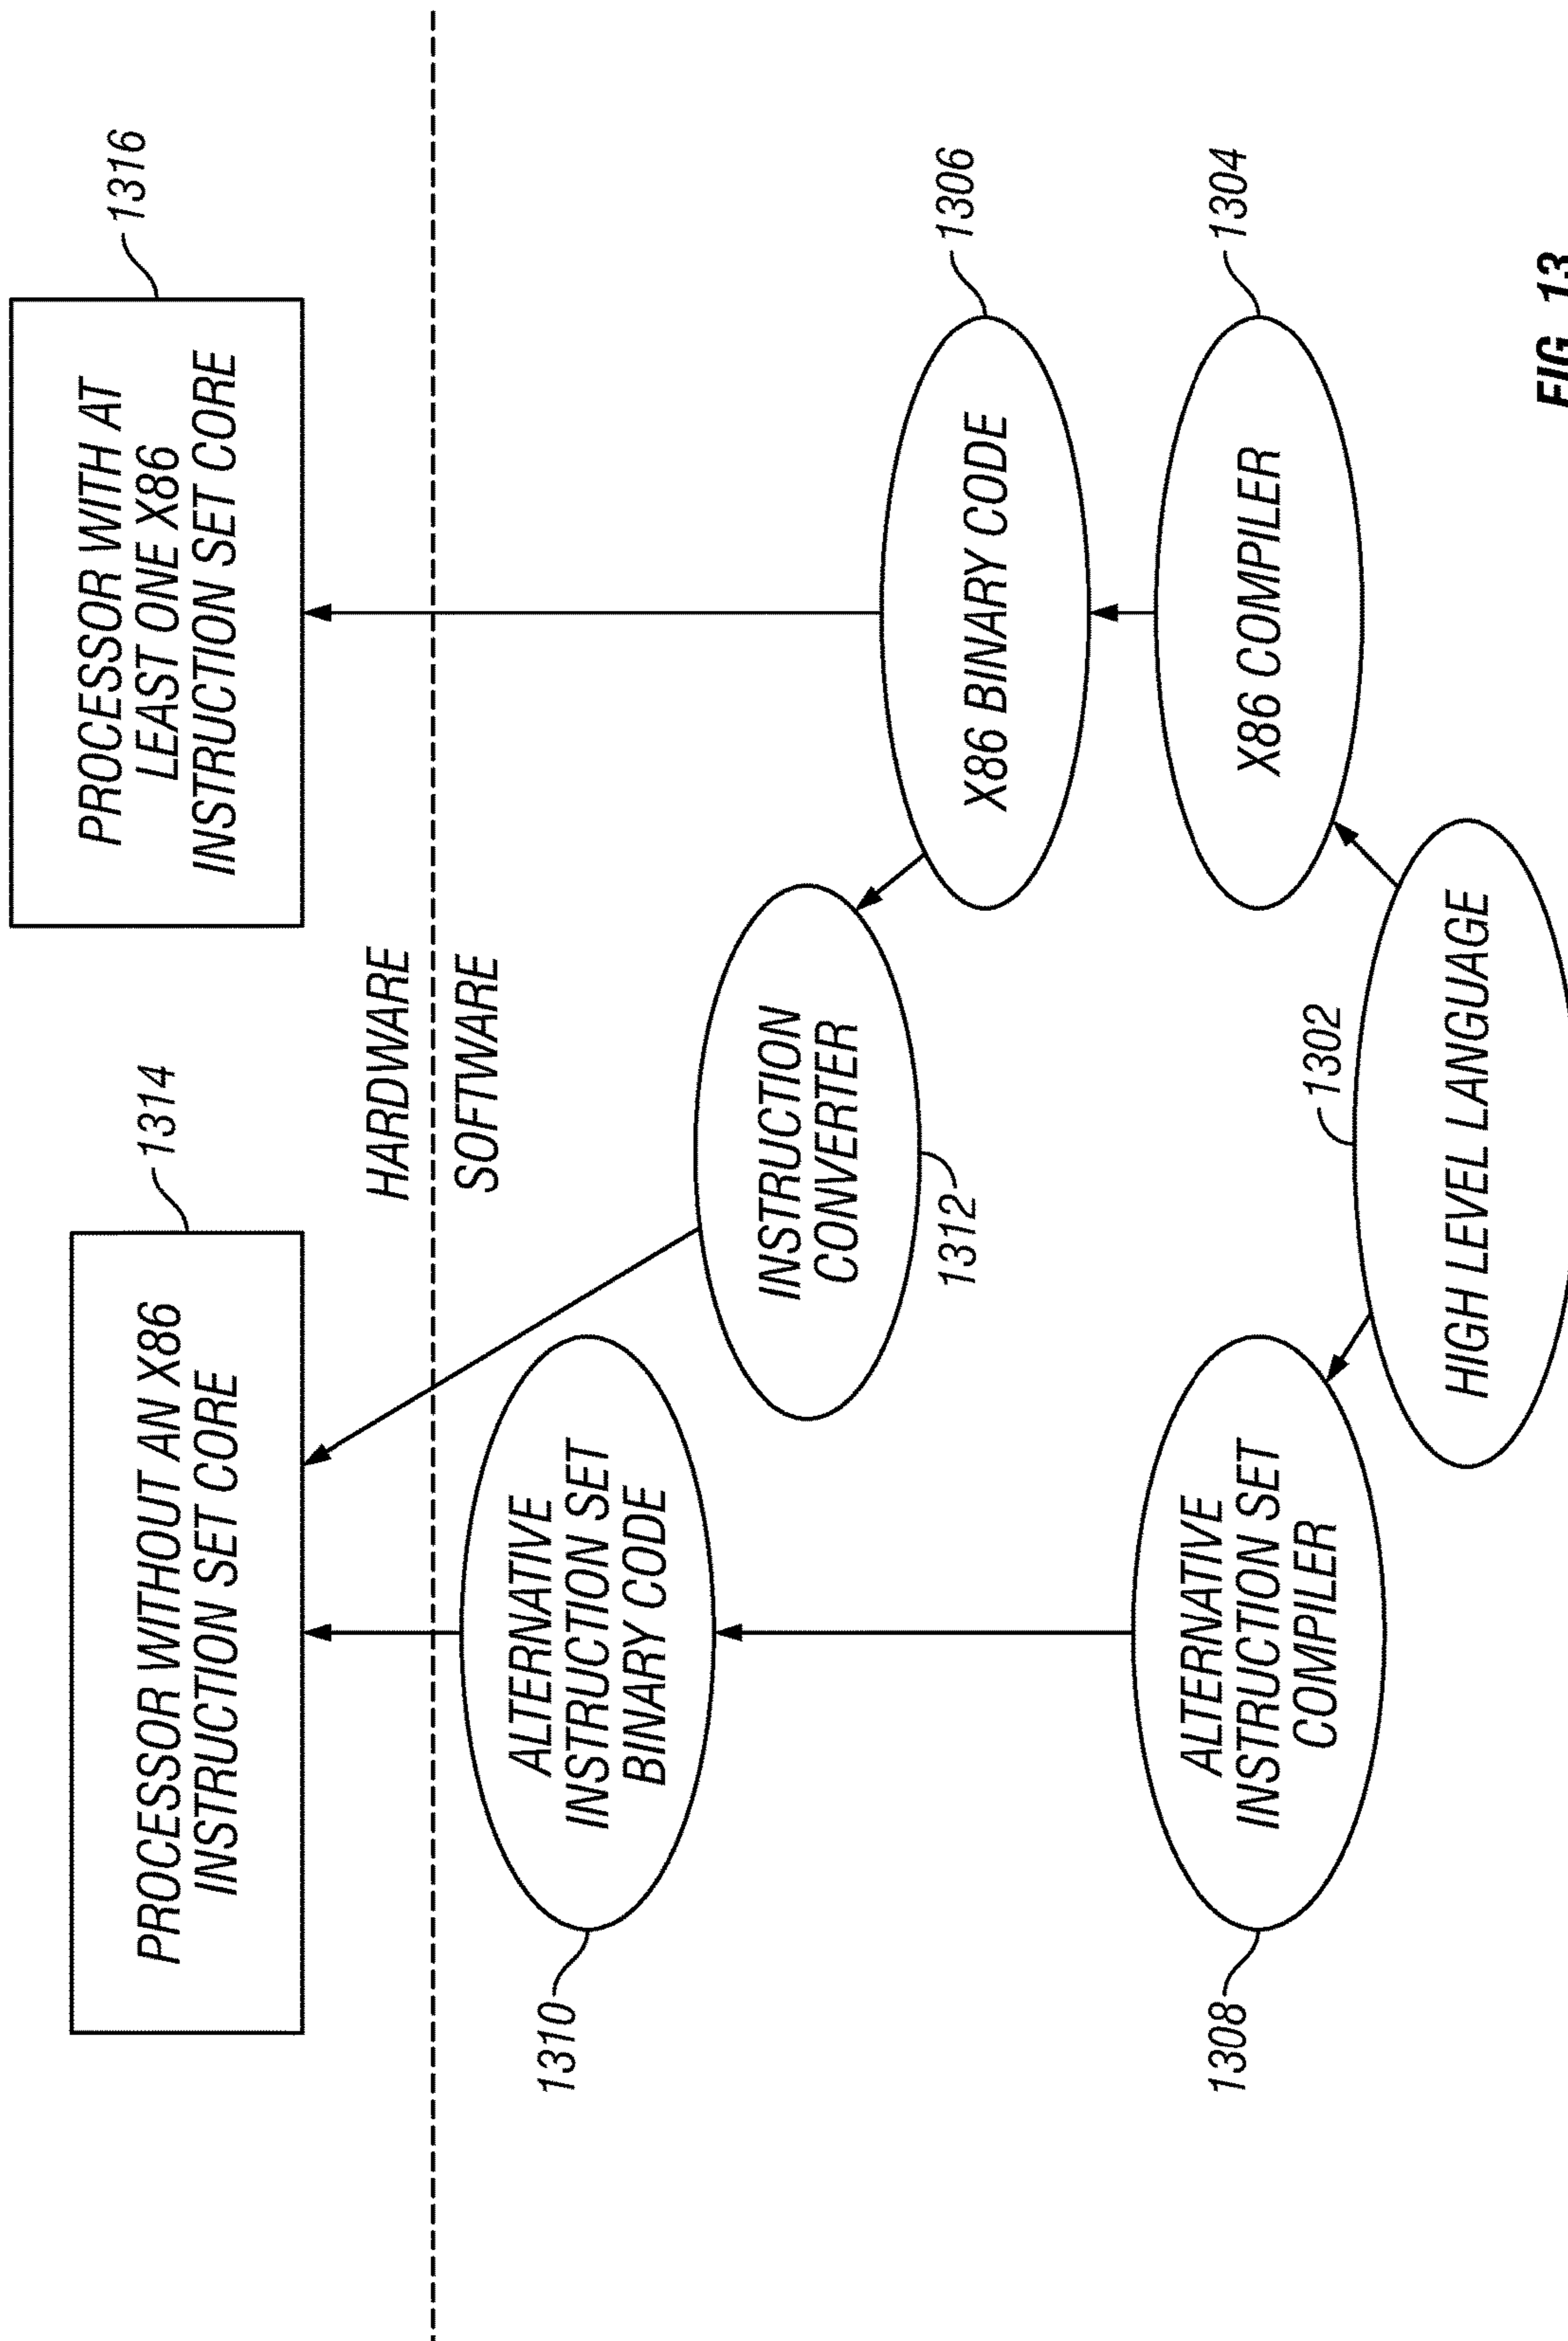 PROCESSOR WITHOUT AN X86
INSTRUCTION SET CORE
1314
PROCESSOR WITH AT
LEAST ONE X86
INSTRUCTION SET CORE
1316
HARDWARE
SOFTWARE
ALTERNATIVE
INSTRUCTION SET
BINARY CODE
1310
INSTRUCTION
CONVERTER
1312
X86 BINARY CODE
1306
ALTERNATIVE
INSTRUCTION SET
COMPILER
1308
X86 COMPILER
1304
1302
HIGH LEVEL LANGUAGE
FIG. 13